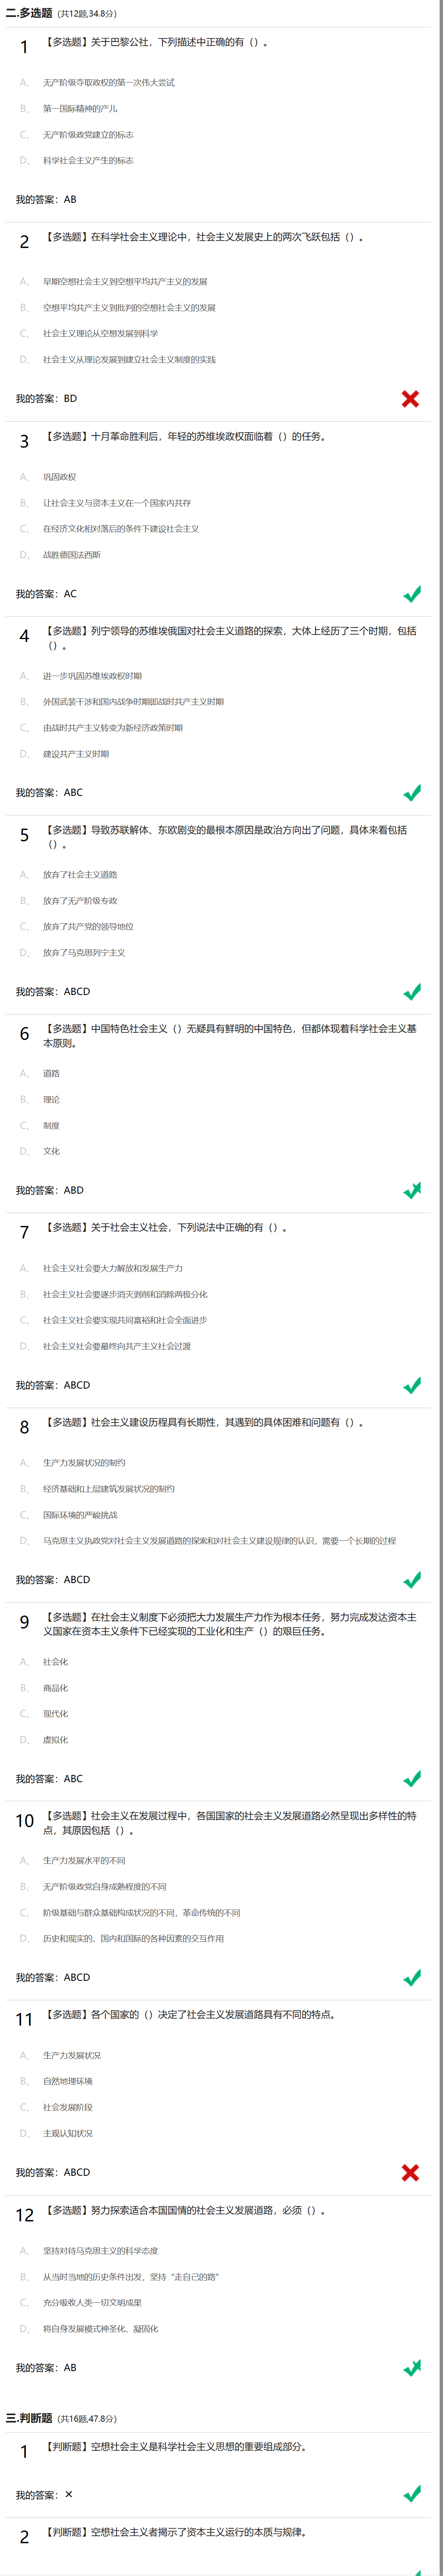 二.多选题 (共12题,34.8分)
1 【多选题】关于巴黎公社，下列描述中正确的有（）。
A、 无产阶级夺取政权的第一次伟大尝试
B、 第一国际精神的产儿
C、 无产阶级政党建立的标志
D、 科学社会主义产生的标志
我的答案：AB
2 【多选题】在科学社会主义理论中，社会主义发展史上的两次飞跃包括（）。
A、 早期空想社会主义到空想平均共产主义的发展
B、 空想平均共产主义到批判的空想社会主义的发展
C、 社会主义理论从空想发展到科学
D、 社会主义从理论发展到建立社会主义制度的实践
我的答案：BD
3 【多选题】十月革命胜利后，年轻的苏维埃政权面临着（）的任务。
A、 巩固政权
B、 让社会主义与资本主义在一个国家内共存
C、 在经济文化相对落后的条件下建设社会主义
D、 战胜德国法西斯
我的答案：AC
4 【多选题】列宁领导的苏维埃俄国对社会主义道路的探索，大体上经历了三个时期，包括
（）。
A、 进一步巩固苏维埃政权时期
B、 外国武装干涉和国内战争时期即战时共产主义时期
C、 由战时共产主义转变为新经济政策时期
D、 建设共产主义时期
我的答案：ABC
5 【多选题】导致苏联解体、东欧剧变的最根本原因是政治方向出了问题，具体来看包括
（）。
A、 放弃了社会主义道路
B、 放弃了无产阶级专政
C、 放弃了共产党的领导地位
D、 放弃了马克思列宁主义
我的答案：ABCD
6 【多选题】中国特色社会主义（）无疑具有鲜明的中国特色，但都体现着科学社会主义基
本原则。
A、 道路
B、 理论
C、 制度
D、 文化
我的答案：ABD
7 【多选题】关于社会主义社会，下列说法中正确的有（）。
A、 社会主义社会要大力解放和发展生产力
B、 社会主义社会要逐步消灭剥削和消除两极分化
C、 社会主义社会要实现共同富裕和社会全面进步
D、 社会主义社会要最终向共产主义社会过渡
我的答案：ABCD
8 【多选题】社会主义建设历程具有长期性，其遇到的具体困难和问题有（）。
A、 生产力发展状况的制约
B、 经济基础和上层建筑发展状况的制约
C、 国际环境的严峻挑战
D、 马克思主义执政党对社会主义发展道路的探索和对社会主义建设规律的认识，需要一个长期的过程
我的答案：ABCD
9 【多选题】在社会主义制度下必须把大力发展生产力作为根本任务，努力完成发达资本主
义国家在资本主义条件下已经实现的工业化和生产（）的艰巨任务。
A、 社会化
B、 商品化
C、 现代化
D、 虚拟化
我的答案：ABC
10 【多选题】社会主义在发展过程中，各国国家的社会主义发展道路必然呈现出多样性的特
点，其原因包括（）。
A、 生产力发展水平的不同
B、 无产阶级政党自身成熟程度的不同
C、 阶级基础与群众基础构成状况的不同，革命传统的不同
D、 历史和现实的、国内和国际的各种因素的交互作用
我的答案：ABCD
11 【多选题】各个国家的（）决定了社会主义发展道路具有不同的特点。
A、 生产力发展状况
B、 自然地理环境
C、 社会发展阶段
D、 主观认知状况
我的答案：ABCD
12 【多选题】努力探索适合本国国情的社会主义发展道路，必须（）。
A、 坚持对待马克思主义的科学态度
B、 从当时当地的历史条件出发，坚持“走自己的路”
C、 充分吸收人类一切文明成果
D、 将自身发展模式神圣化、凝固化
我的答案：AB
三.判断题 (共16题,47.8分)
1 【判断题】空想社会主义是科学社会主义思想的重要组成部分。
我的答案：×
2 【判断题】空想社会主义者揭示了资本主义运行的本质与规律。